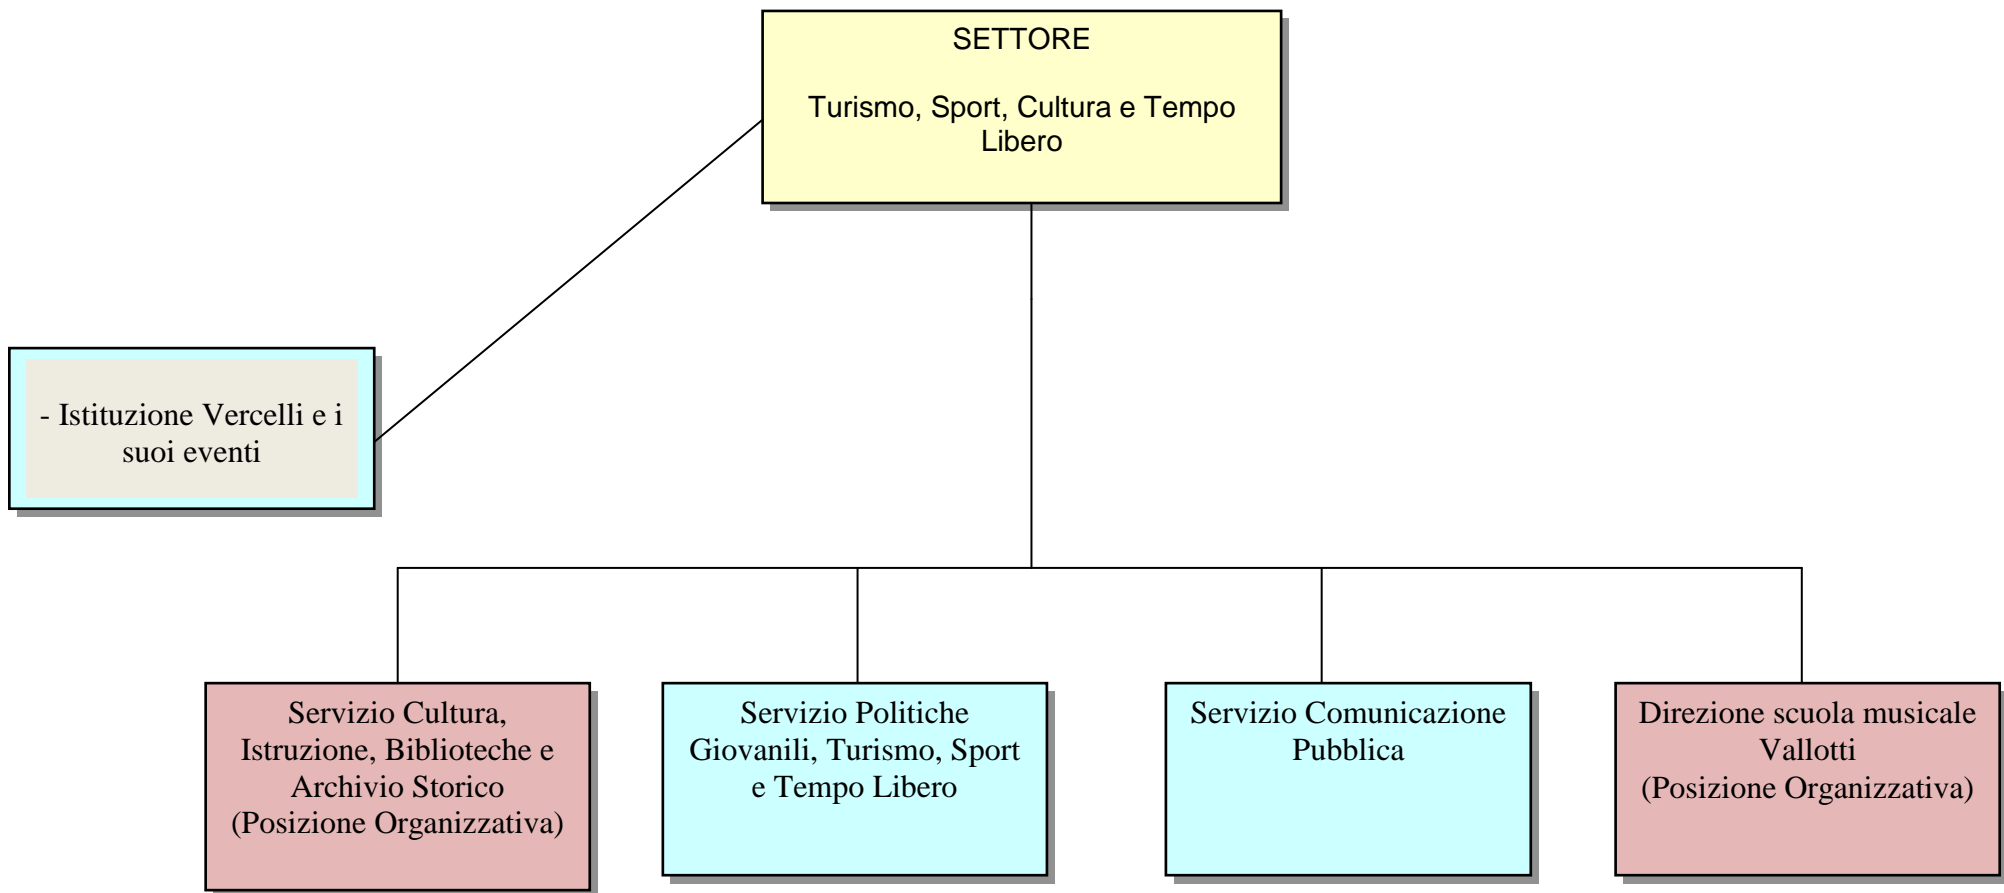 SETTORE
Turismo, Sport, Cultura e Tempo
Libero
- Istituzione Vercelli e i
suoi eventi
Servizio Cultura,
Istruzione, Biblioteche e
Archivio Storico
(Posizione Organizzativa)
Servizio Politiche
Giovanili, Turismo, Sport
e Tempo Libero
Servizio Comunicazione
Pubblica
Direzione scuola musicale
Vallotti
(Posizione Organizzativa)